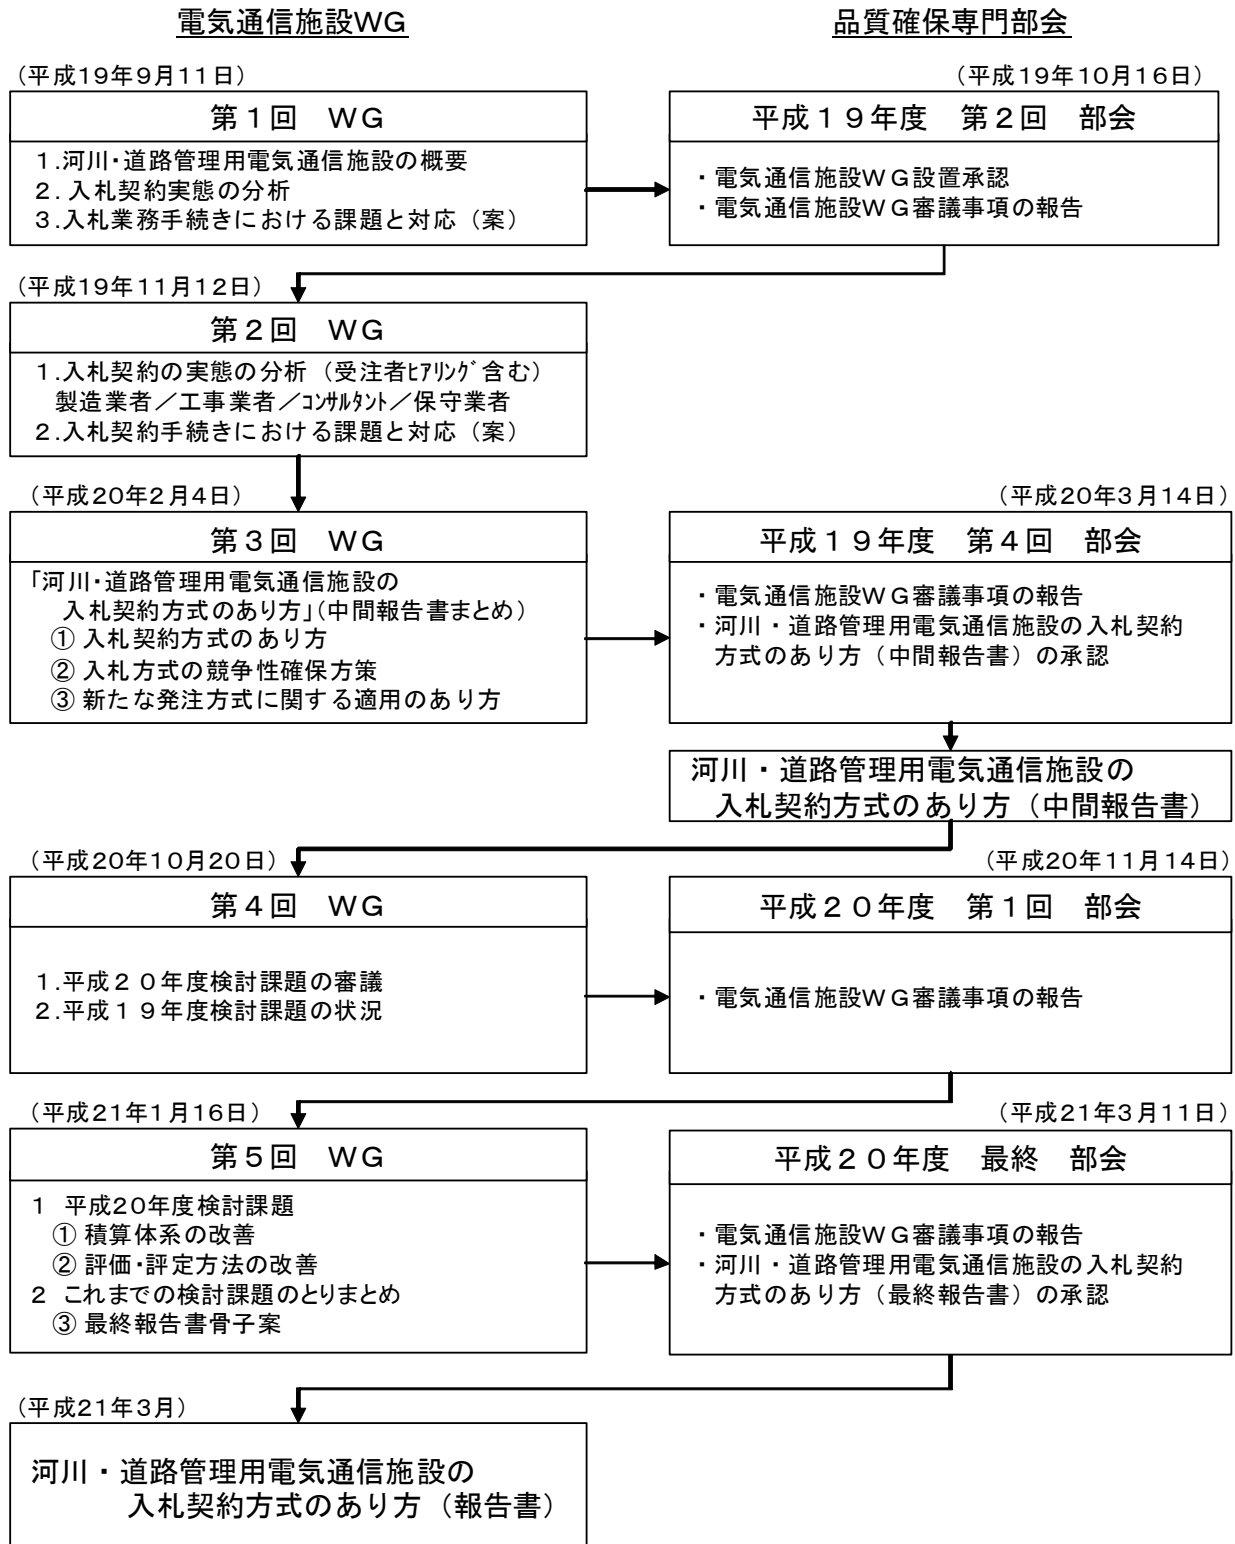 電気通信施設WG
品質確保専門部会
(平成19年9月11日)
(平成19年10月16日)
第1回　WG
平成19年度　第2回　部会
1.河川・道路管理用電気通信施設の概要
2.入札契約実態の分析
3.入札業務手続きにおける課題と対応(案)
・電気通信施設WG設置承認
・電気通信施設WG審議事項の報告
(平成19年11月12日)
第2回　WG
1.入札契約の実態の分析(受注者ﾋｱﾘﾝｸﾞ含む)
製造業者／工事業者／ｺﾝｻﾙﾀﾝﾄ／保守業者
2.入札契約手続きにおける課題と対応(案)
(平成20年2月4日)
(平成20年3月14日)
第3回　WG
平成19年度　第4回　部会
「河川・道路管理用電気通信施設の
入札契約方式のあり方」(中間報告書まとめ)
① 入札契約方式のあり方
② 入札方式の競争性確保方策
③ 新たな発注方式に関する適用のあり方
・電気通信施設WG審議事項の報告
・河川・道路管理用電気通信施設の入札契約
方式のあり方(中間報告書)の承認
河川・道路管理用電気通信施設の
入札契約方式のあり方(中間報告書)
(平成20年10月20日)
(平成20年11月14日)
第4回　WG
平成20年度　第1回　部会
1.平成20年度検討課題の審議
2.平成19年度検討課題の状況
・電気通信施設WG審議事項の報告
(平成21年1月16日)
(平成21年3月11日)
第5回　WG
平成20年度　最終　部会
1　平成20年度検討課題
① 積算体系の改善
② 評価・評定方法の改善
2　これまでの検討課題のとりまとめ
③ 最終報告書骨子案
・電気通信施設WG審議事項の報告
・河川・道路管理用電気通信施設の入札契約
方式のあり方(最終報告書)の承認
(平成21年3月)
河川・道路管理用電気通信施設の
入札契約方式のあり方(報告書)